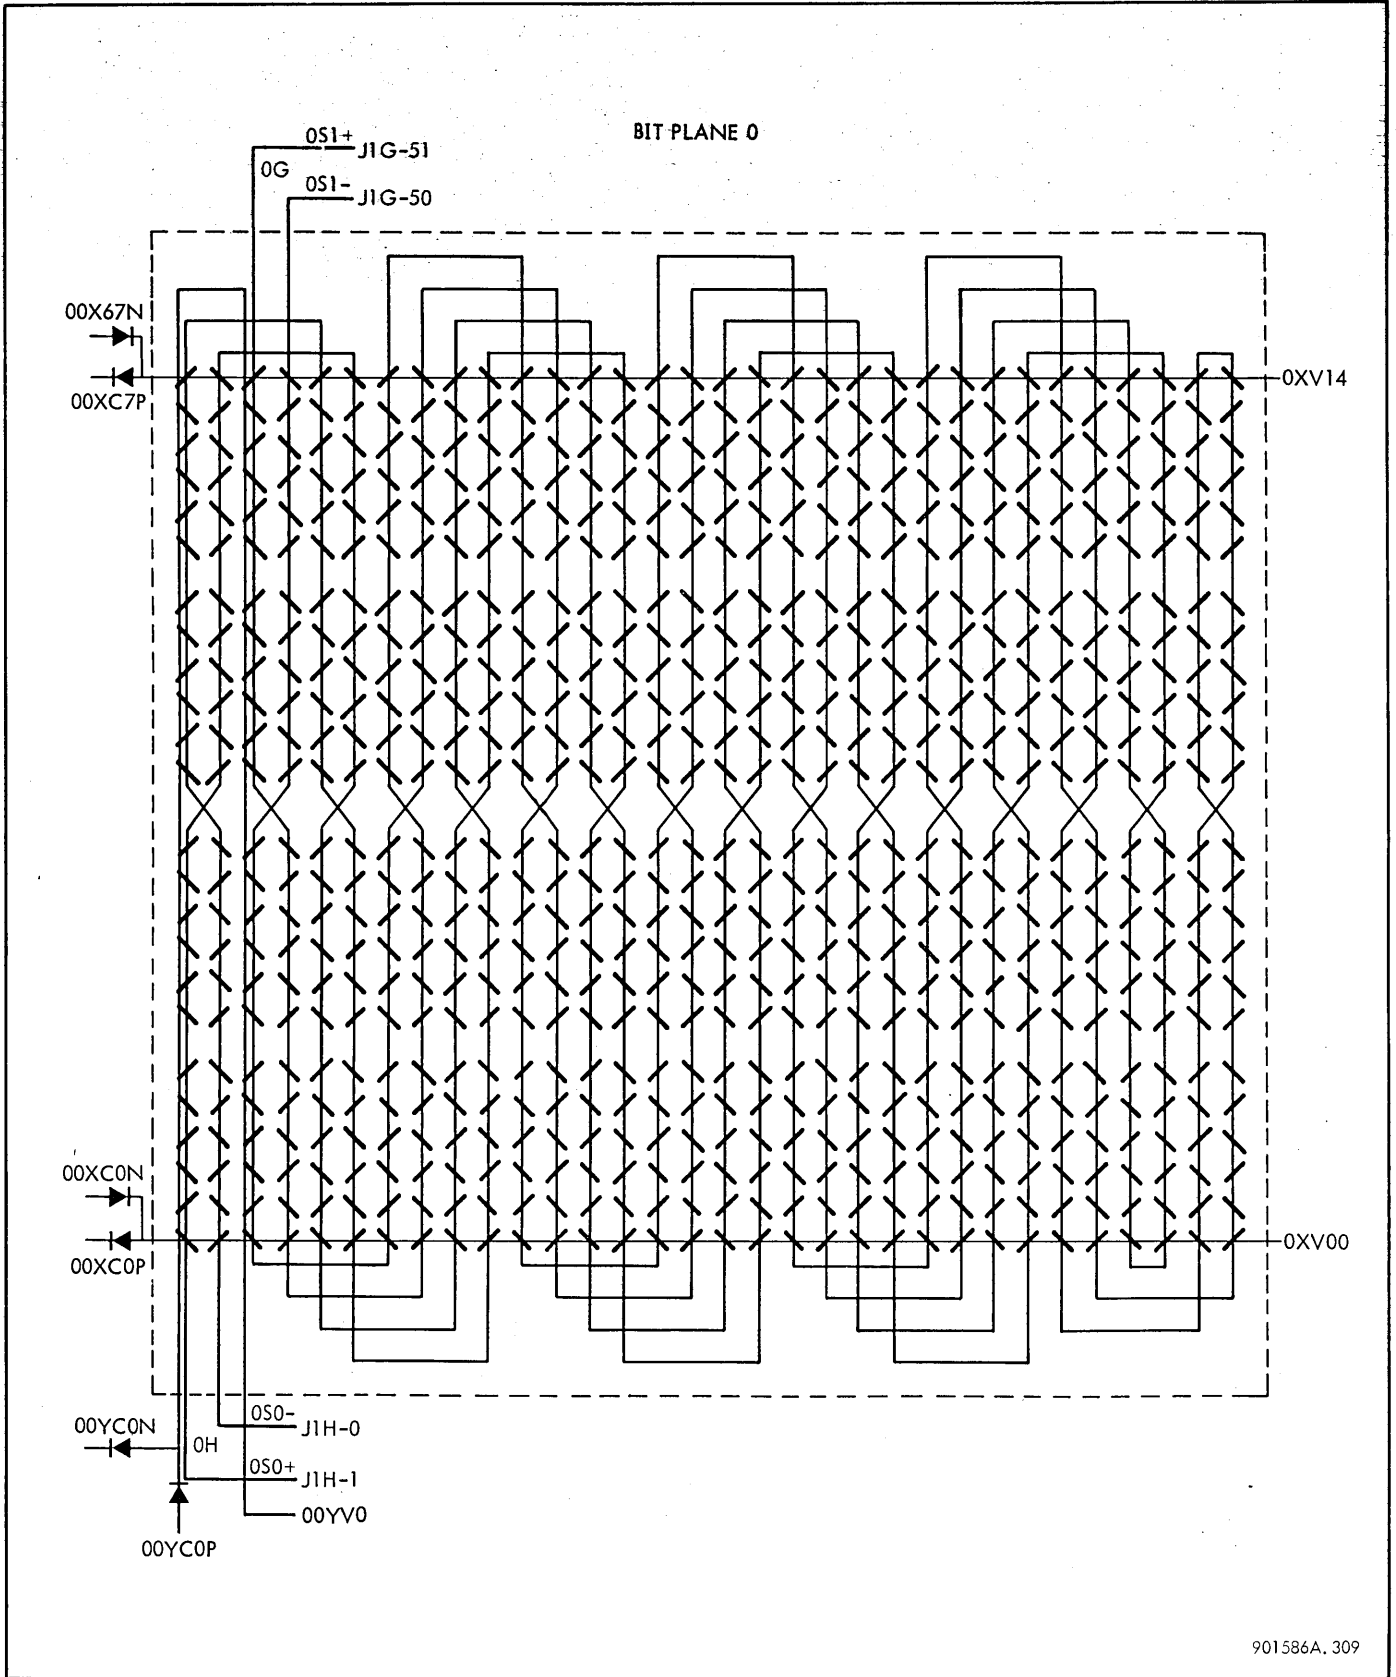 BIT PLANE 0
0S1+
J1G-51
0G
0S1-
J1G-50
00X67N
00XC7P
0XV14
00XC0N
00XC0P
0XV00
0S0-
J1H-0
00YC0N
0H
0S0+
J1H-1
00YV0
00YC0P
901586A.309